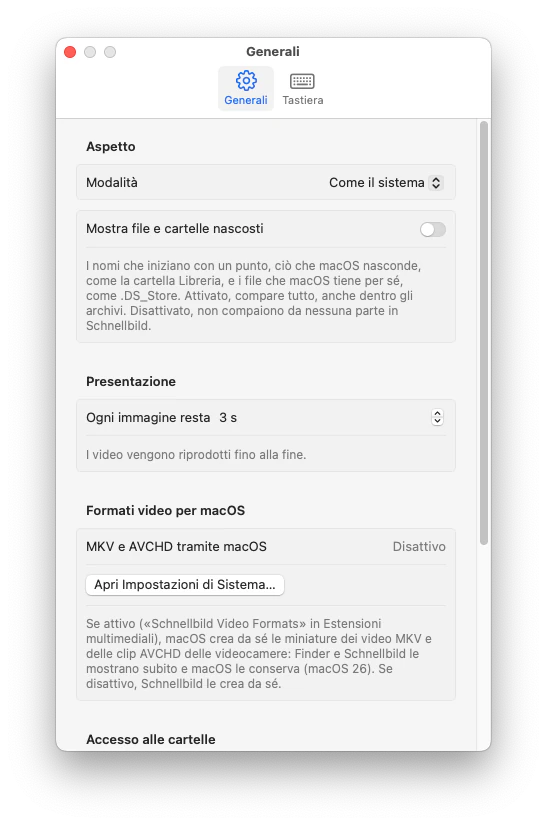 Generali
Generali
Tastiera
Aspetto
Modalità
Come il sistema
Mostra file e cartelle nascosti
I nomi che iniziano con un punto, ciò che macOS nasconde,
come la cartella Libreria, e i file che macOS tiene per sé,
come .DS_Store. Attivato, compare tutto, anche dentro gli
archivi. Disattivato, non compaiono da nessuna parte in
Schnellbild.
Presentazione
Ogni immagine resta 3 s
I video vengono riprodotti fino alla fine.
Formati video per macOS
MKV e AVCHD tramite macOS
Disattivo
Apri Impostazioni di Sistema...
Se attivo («Schnellbild Video Formats» in Estensioni
multimediali), macOS crea da sé le miniature dei video MKV e
delle clip AVCHD delle videocamere: Finder e Schnellbild le
mostrano subito e macOS le conserva (macOS 26). Se
disattivo, Schnellbild le crea da sé.
Accesso alle cartelle